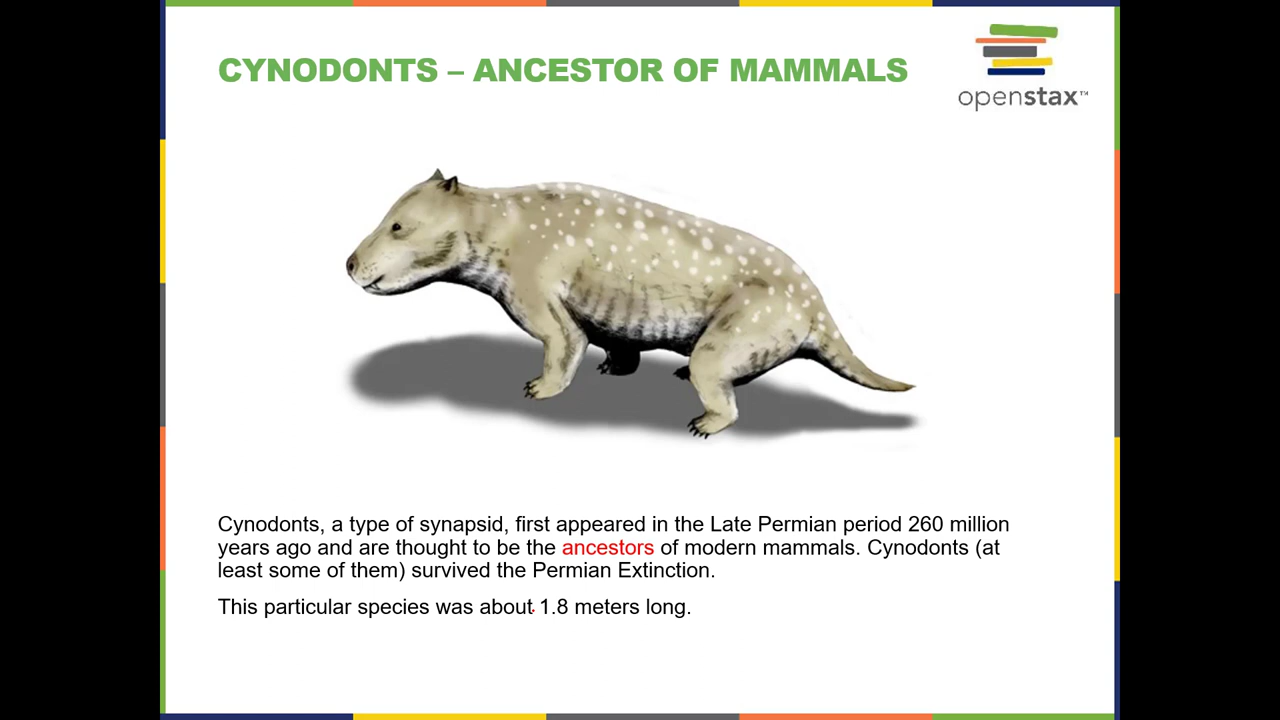 CYNODONTS – ANCESTOR OF MAMMALS
openstax™
Cynodonts, a type of synapsid, first appeared in the Late Permian period 260 million
years ago and are thought to be the ancestors of modern mammals. Cynodonts (at
least some of them) survived the Permian Extinction.
This particular species was about 1.8 meters long.